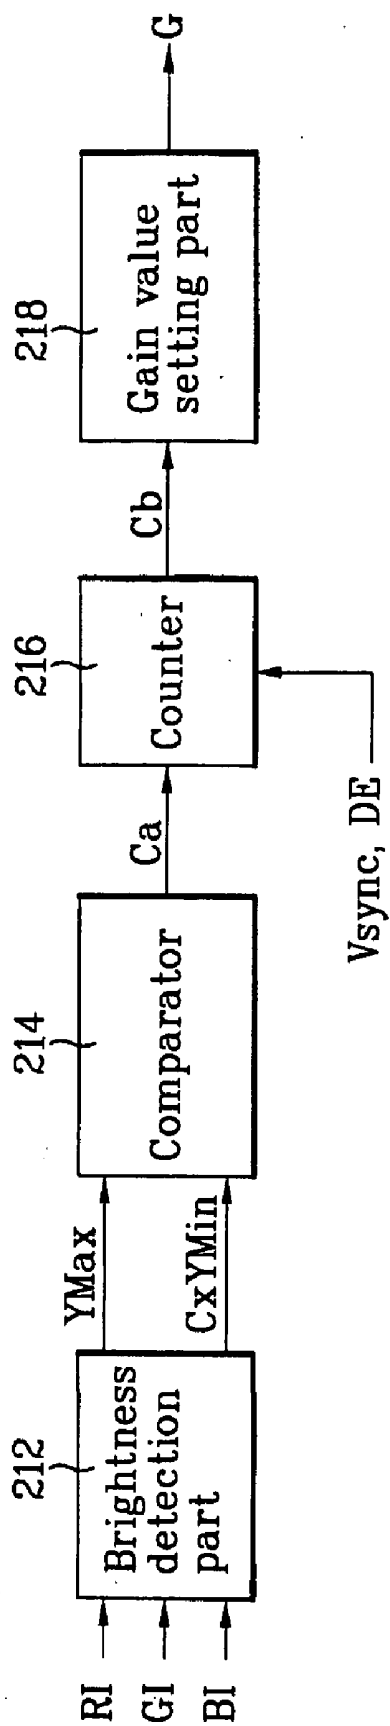 RI
GI
BI
212
Brightness
detection
part
YMax
CxYMin
214
Comparator
Ca
216
Counter
Vsync, DE
Cb
218
Gain value
setting part
G